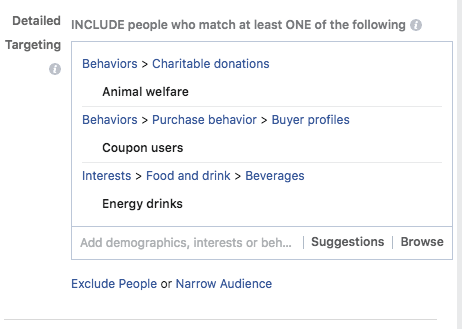 Detailed
Targeting
INCLUDE people who match at least ONE of the following
Behaviors > Charitable donations
Animal welfare
Behaviors > Purchase behavior > Buyer profiles
Coupon users
Interests > Food and drink > Beverages
Energy drinks
Add demographics, interests or beh... | Suggestions | Browse
Exclude People or Narrow Audience